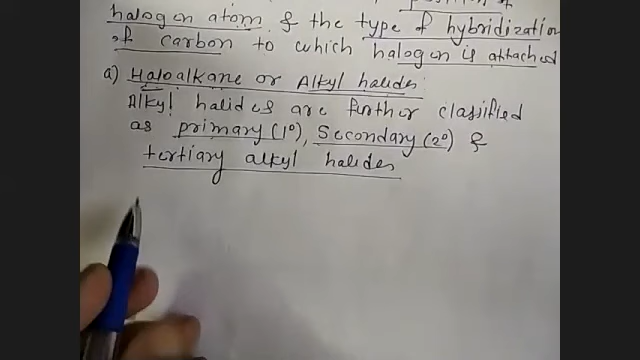 halogen atom & the type of hybridization
of carbon to which halogen is attached
a) Haloalkane or Alkyl halides:
Alkyl halides are further classified
as primary (1°), Secondary (2°) &
tertiary alkyl halides